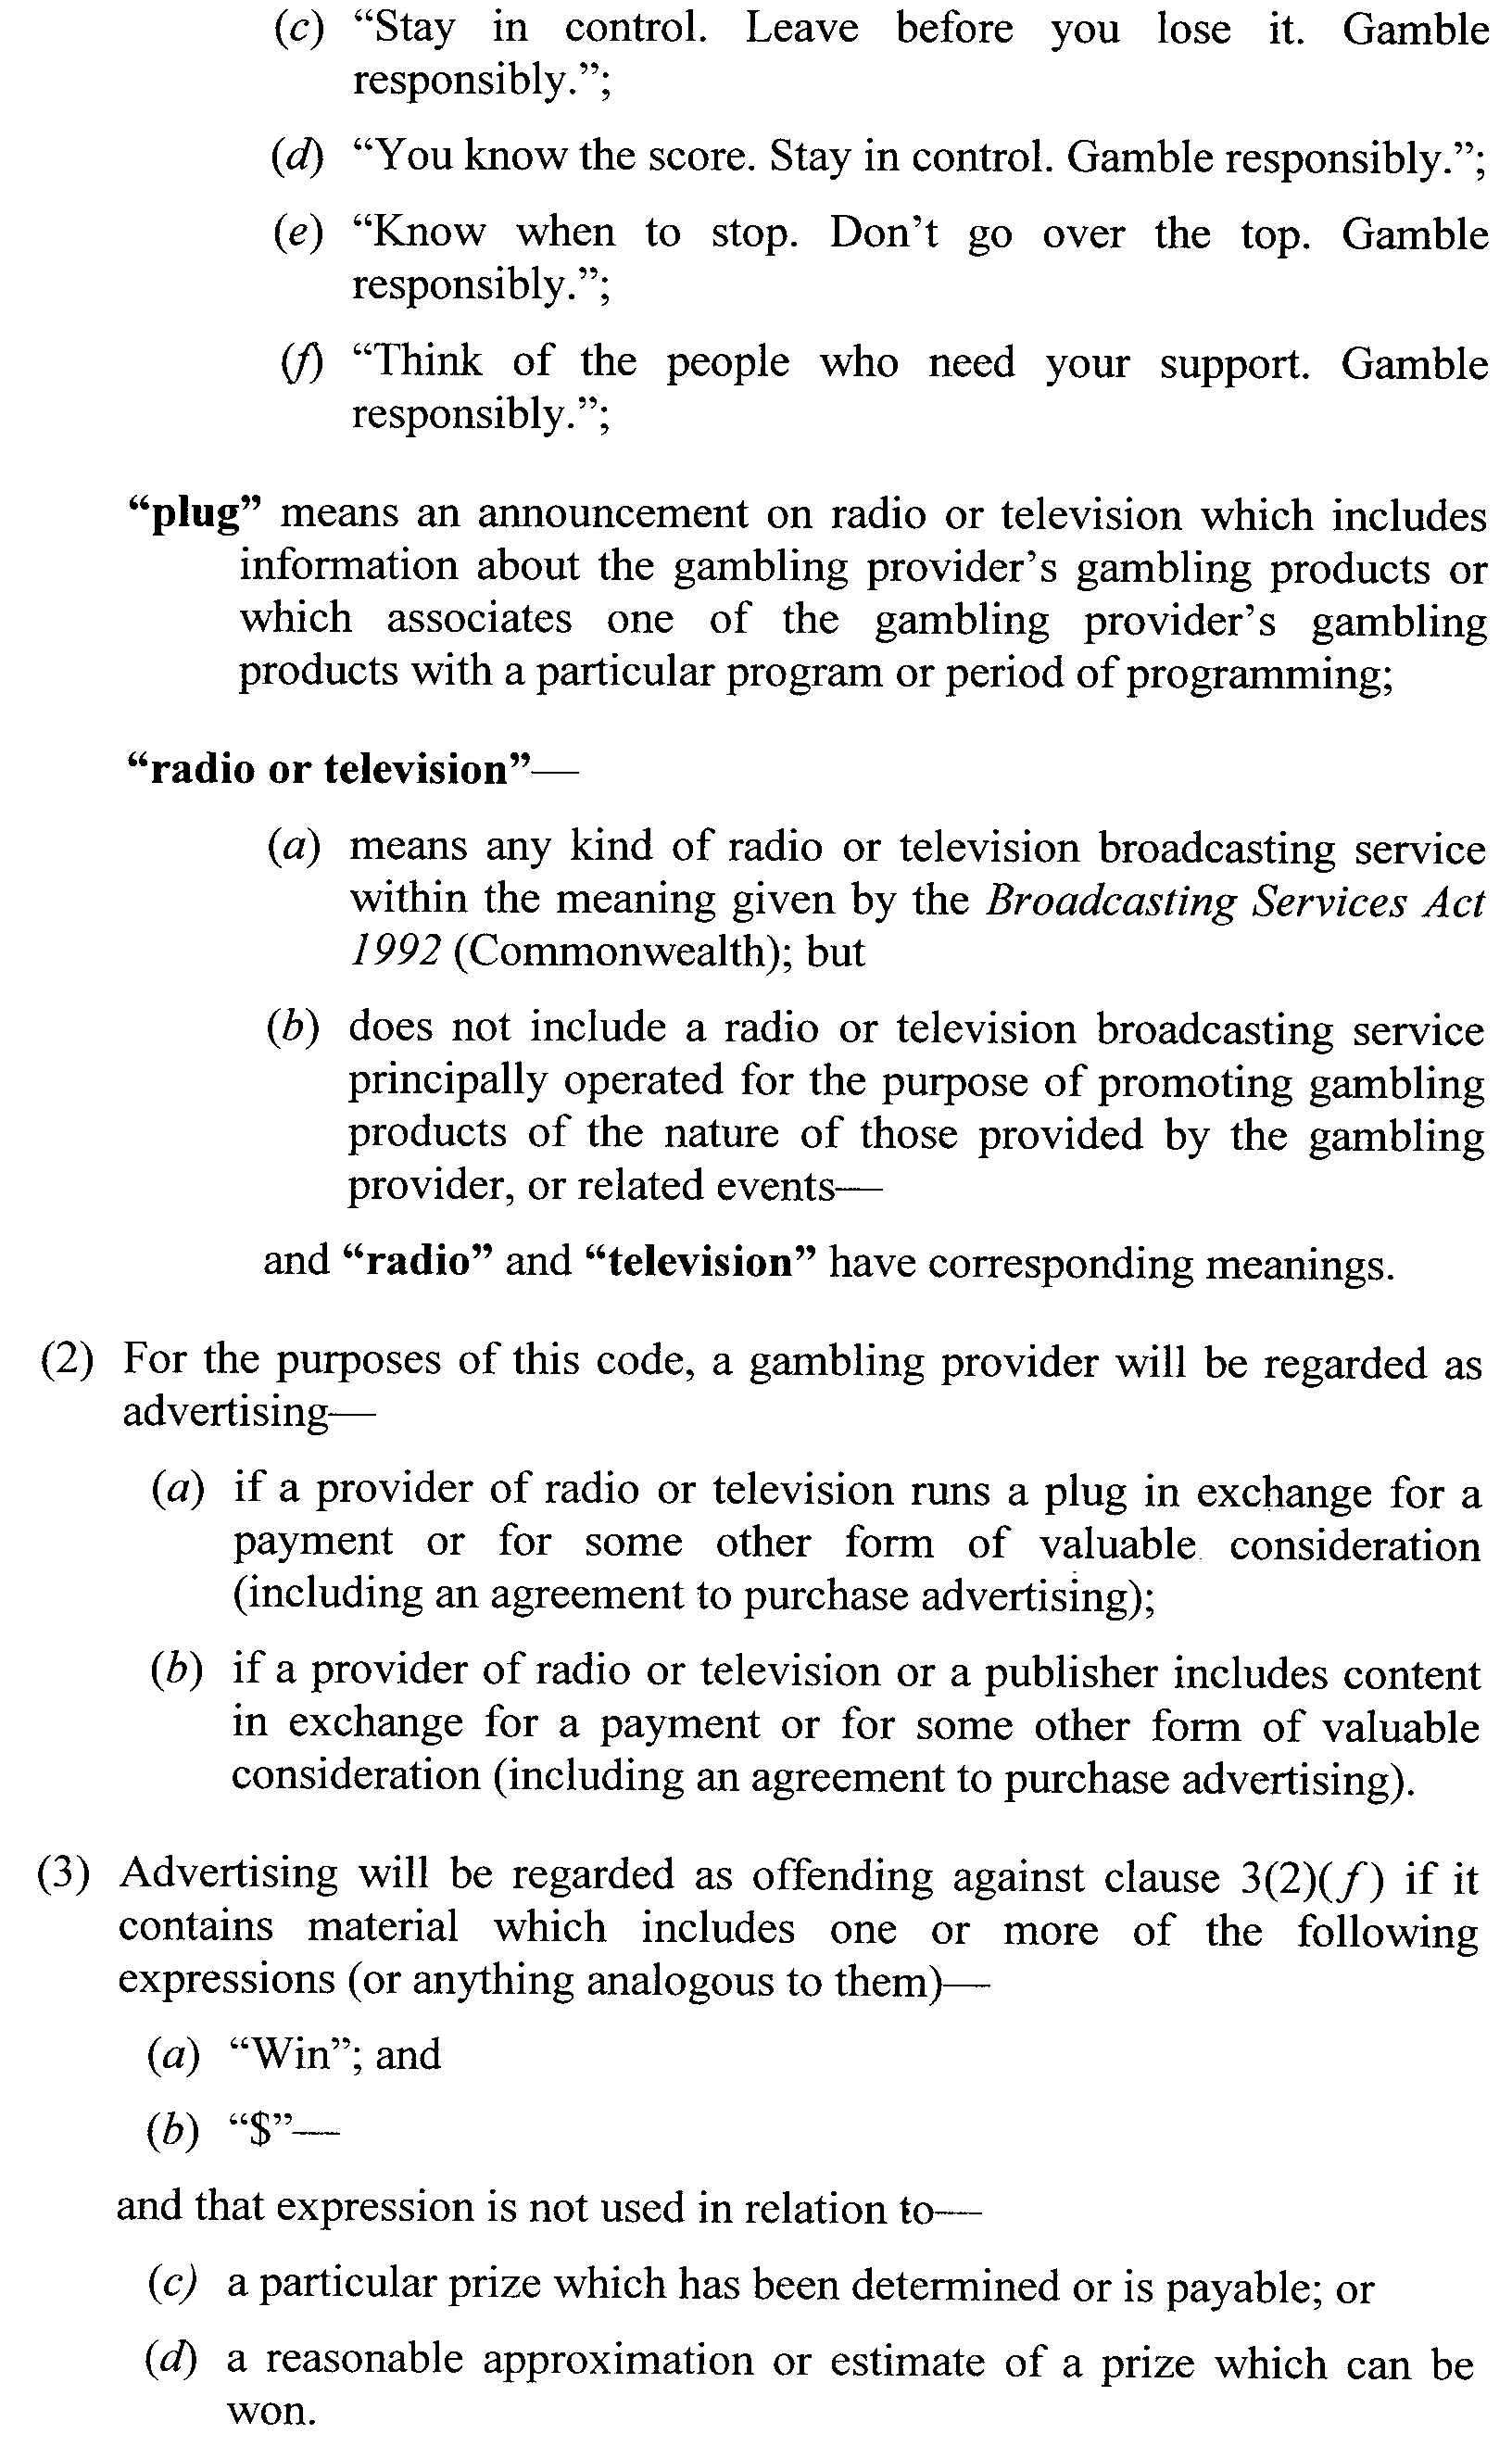 (c) “Stay in control. Leave before you lose it. Gamble
responsibly.”;
(d) “You know the score. Stay in control. Gamble responsibly.”;
(e) “Know when to stop. Don’t go over the top. Gamble
responsibly.”;
(f) “Think of the people who need your support. Gamble
responsibly.”;
“plug” means an announcement on radio or television which includes
information about the gambling provider’s gambling products or
which associates one of the gambling provider’s gambling
products with a particular program or period of programming;
“radio or television”—
(a) means any kind of radio or television broadcasting service
within the meaning given by the Broadcasting Services Act
1992 (Commonwealth); but
(b) does not include a radio or television broadcasting service
principally operated for the purpose of promoting gambling
products of the nature of those provided by the gambling
provider, or related events—
and “radio” and “television” have corresponding meanings.
(2) For the purposes of this code, a gambling provider will be regarded as
advertising—
(a) if a provider of radio or television runs a plug in exchange for a
payment or for some other form of valuable consideration
(including an agreement to purchase advertising);
(b) if a provider of radio or television or a publisher includes content
in exchange for a payment or for some other form of valuable
consideration (including an agreement to purchase advertising).
(3) Advertising will be regarded as offending against clause 3(2)(f) if it
contains material which includes one or more of the following
expressions (or anything analogous to them)—
(a) “Win”; and
(b) “$”—
and that expression is not used in relation to—
(c) a particular prize which has been determined or is payable; or
(d) a reasonable approximation or estimate of a prize which can be
won.